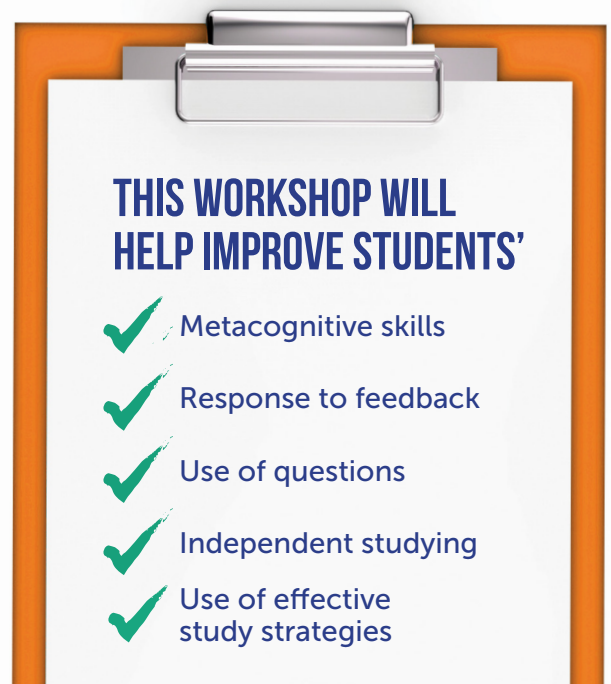 THIS WORKSHOP WILL
HELP IMPROVE STUDENTS’
Metacognitive skills
Response to feedback
Use of questions
Independent studying
Use of effective
study strategies